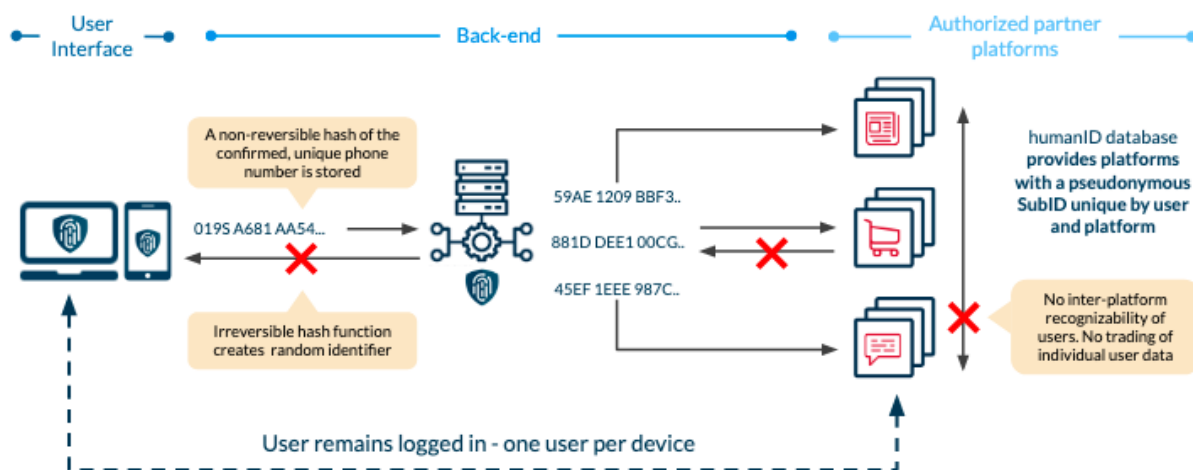 User
Interface
Back-end
Authorized partner
platforms
A non-reversible hash of the
confirmed, unique phone
number is stored
019S A681 AA54...
Irreversible hash function
creates random identifier
59AE 1209 BBF3..
881D DEE1 00CG..
45EF 1EEE 987C..
humanID database
provides platforms
with a pseudonymous
SubID unique by user
and platform
No inter-platform
recognizability of
users. No trading of
individual user data
User remains logged in - one user per device